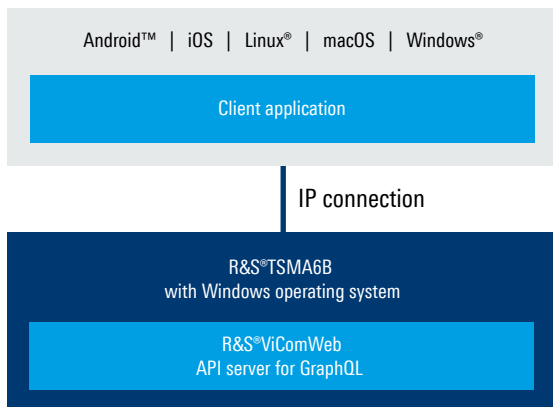 Android™ | iOS | Linux® | macOS | Windows®
Client application
IP connection
R&S®TSMA6B
with Windows operating system
R&S®ViComWeb
API server for GraphQL